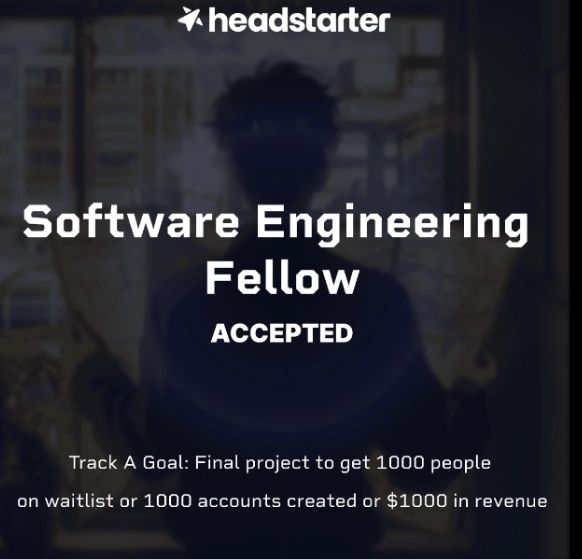 headstarter
Software Engineering
Fellow
ACCEPTED
Track A Goal: Final project to get 1000 people
on waitlist or 1000 accounts created or $1000 in revenue